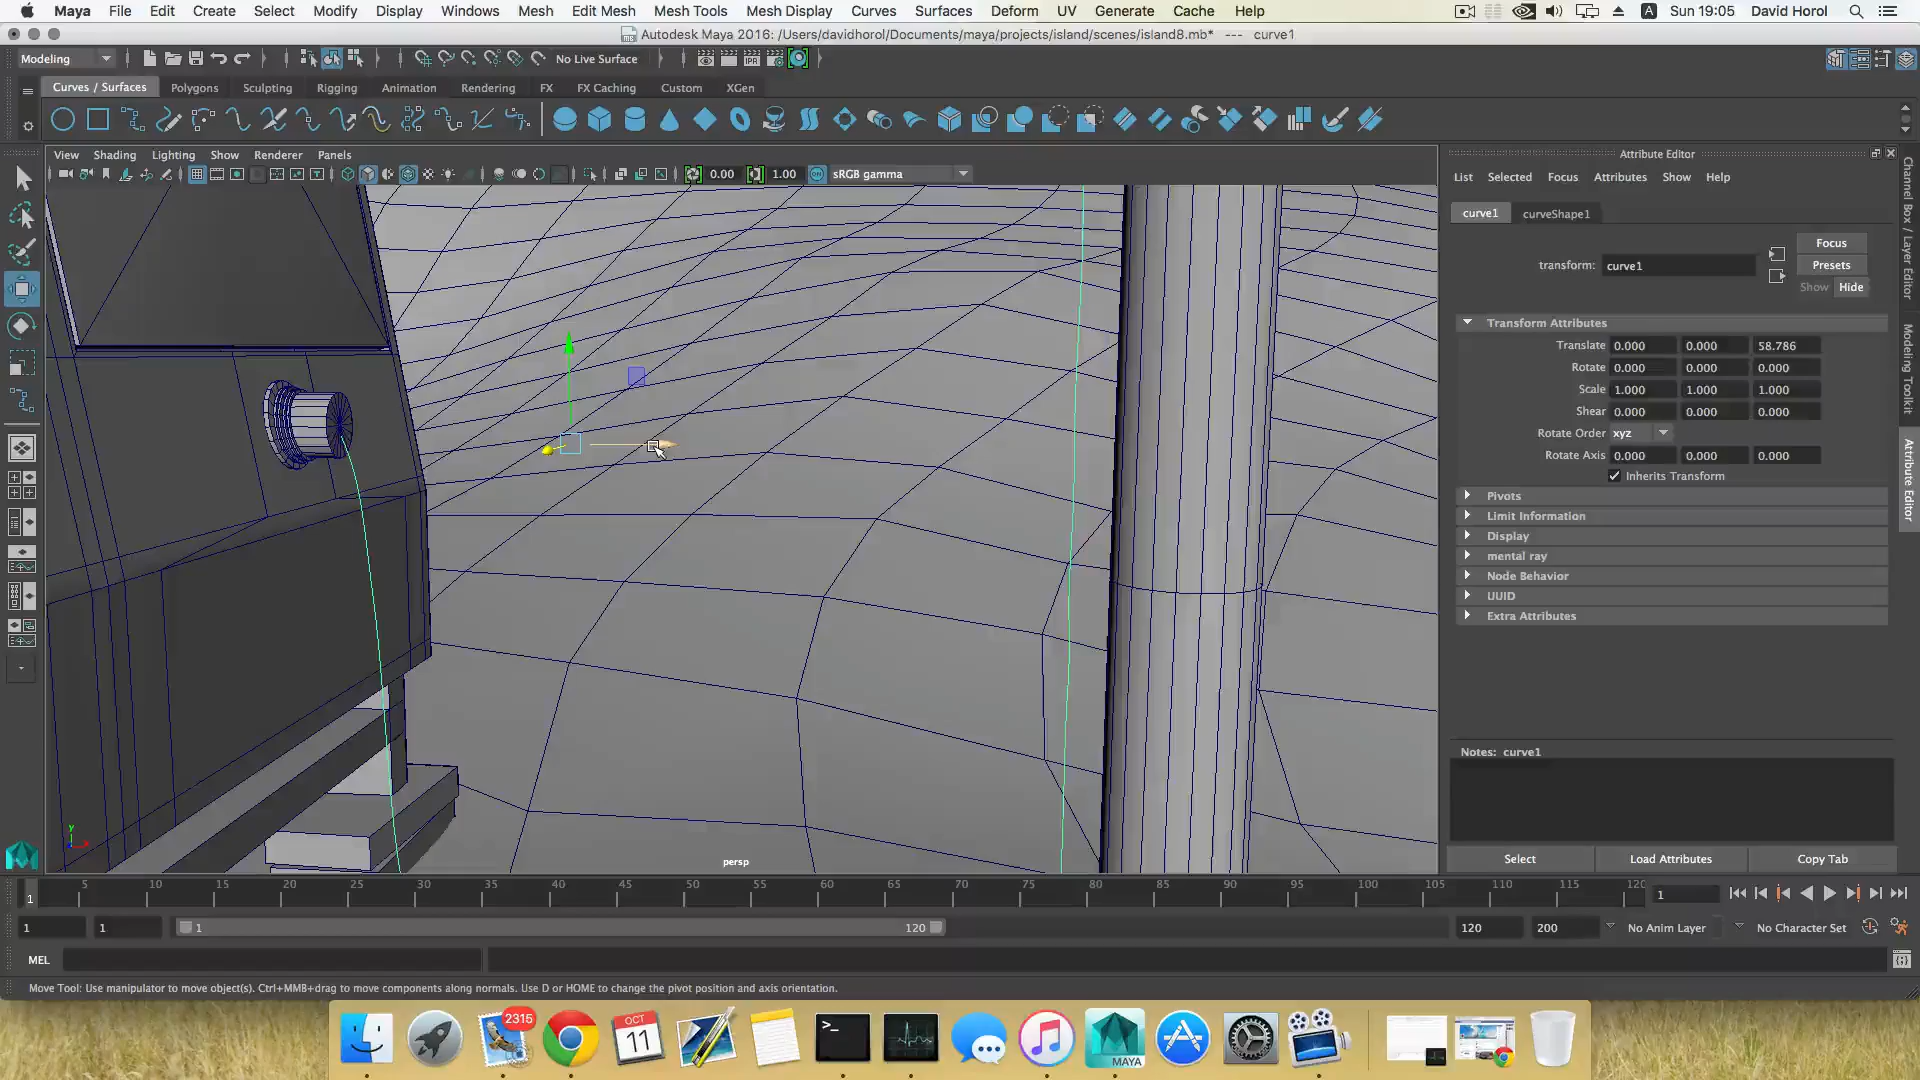 Maya File Edit Create Select Modify Display Windows Mesh Edit Mesh Mesh Tools Mesh Display Curves Surfaces Deform UV Generate Cache Help A Sun 19:05 David Horol
Autodesk Maya 2016: /Users/davidhorol/Documents/maya/projects/island/scenes/island8.mb* --- curve1
Modeling No Live Surface
Curves / Surfaces Polygons Sculpting Rigging Animation Rendering FX FX Caching Custom XGen
View Shading Lighting Show Renderer Panels
0.00 1.00 sRGB gamma
Attribute Editor
List Selected Focus Attributes Show Help
curve1 curveShape1
Focus
transform: curve1 Presets
Show Hide
Transform Attributes
Translate 0.000 0.000 58.786
Rotate 0.000 0.000 0.000
Scale 1.000 1.000 1.000
Shear 0.000 0.000 0.000
Rotate Order xyz
Rotate Axis 0.000 0.000 0.000
Inherits Transform
Pivots
Limit Information
Display
mental ray
Node Behavior
UUID
Extra Attributes
Notes: curve1
Select Load Attributes Copy Tab
Channel Box / Layer Editor
Modeling Toolkit
Attribute Editor
y
persp
1 5 10 15 20 25 30 35 40 45 50 55 60 65 70 75 80 85 90 95 100 105 110 115 120 1
1 1 1 120 120 200 No Anim Layer No Character Set
MEL
Move Tool: Use manipulator to move object(s). Ctrl+MMB+drag to move components along normals. Use D or HOME to change the pivot position and axis orientation.
2315
OCT
11
>_
MAYA